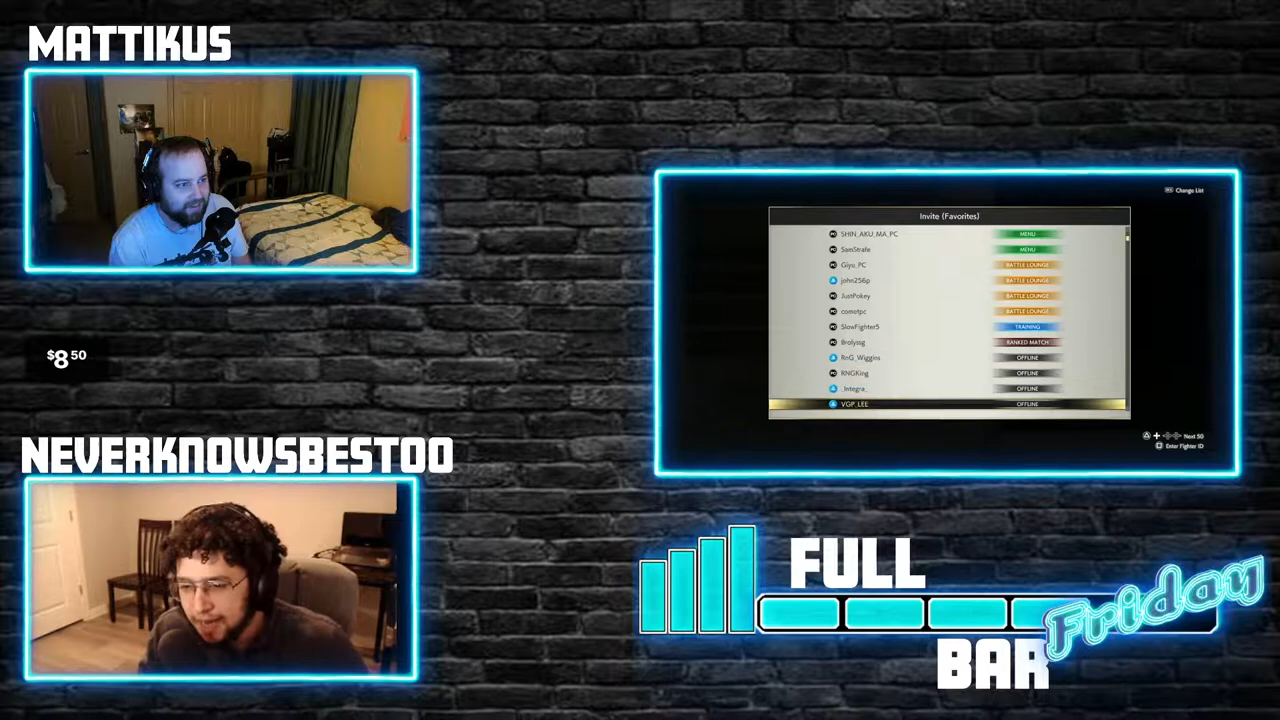 MATTIKUS
Change List
Invite (Favorites)
SHIN_AKU_MA_PC MENU
SamStrafe MENU
Giyu_PC BATTLE LOUNGE
john256p BATTLE LOUNGE
JustPokey BATTLE LOUNGE
comotpc BATTLE LOUNGE
SlowFighter5 TRAINING
Brolyssg RANKED MATCH
RnG_Wiggins OFFLINE
RNGKing OFFLINE
_Integra_ OFFLINE
VGP_LEE OFFLINE
Next 50
Enter Fighter ID
$8 50
NEVERKNOWSBESTOO
FULL
BAR
Friday